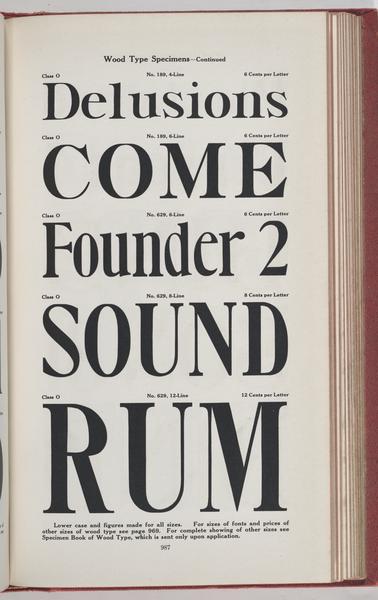 Wood Type Specimens—Continued
Class O No. 189, 4-Line 6 Cents per Letter
Delusions
Class O No. 189, 6-Line 6 Cents per Letter
COME
Class O No. 629, 6-Line 6 Cents per Letter
Founder 2
Class O No. 629, 8-Line 8 Cents per Letter
SOUND
Class O No. 629, 12-Line 12 Cents per Letter
RUM
Lower case and figures made for all sizes. For sizes of fonts and prices of
other sizes of wood type see page 969. For complete showing of other sizes see
Specimen Book of Wood Type, which is sent only upon application.
987